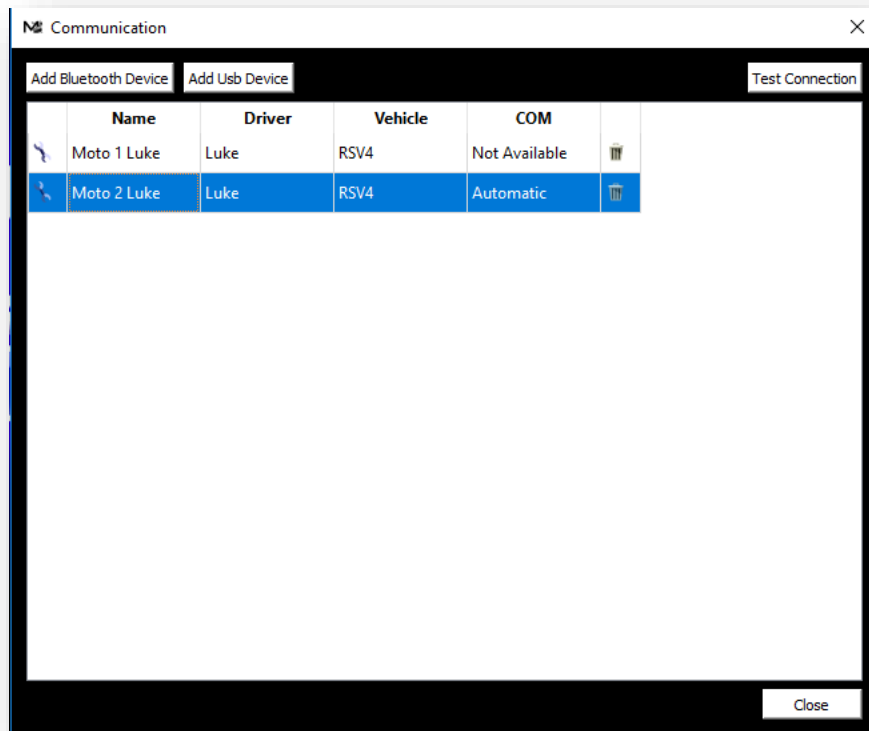 Communication
Add Bluetooth Device Add Usb Device Test Connection
Name Driver Vehicle COM
Moto 1 Luke Luke RSV4 Not Available
Moto 2 Luke Luke RSV4 Automatic
Close